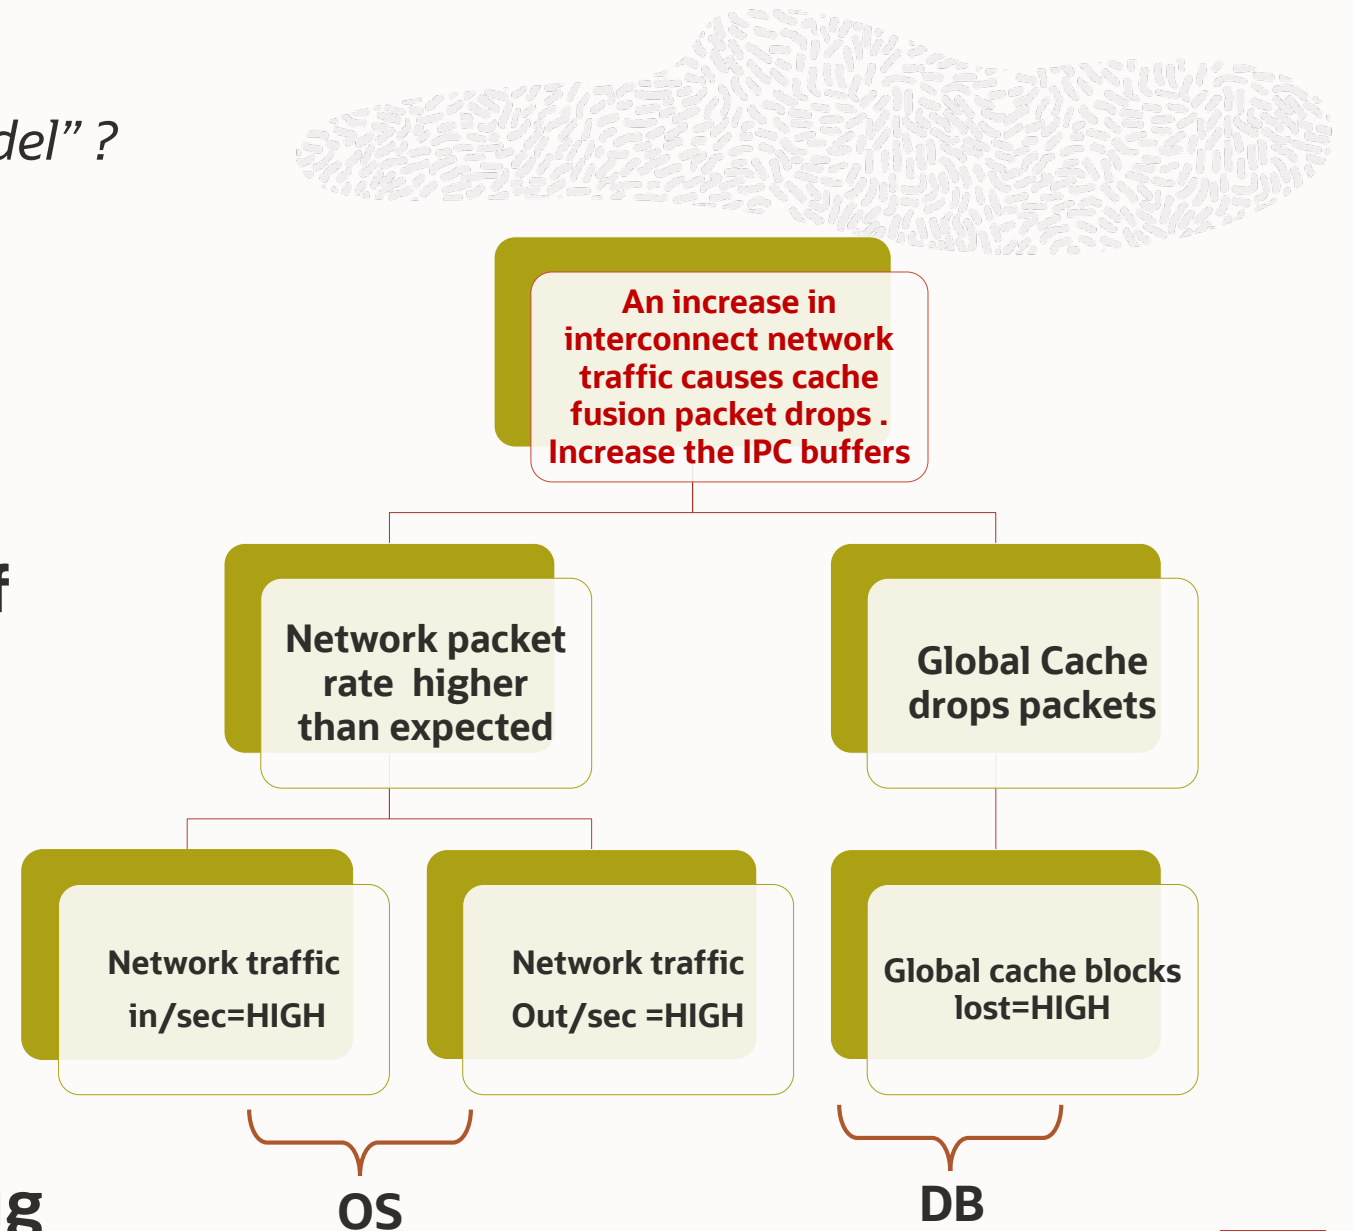 del” ?
An increase in
interconnect network
traffic causes cache
fusion packet drops .
Increase the IPC buffers
f
Network packet
rate higher
than expected
Global Cache
drops packets
Network traffic
in/sec=HIGH
Network traffic
Out/sec =HIGH
Global cache blocks
lost=HIGH
OS
DB